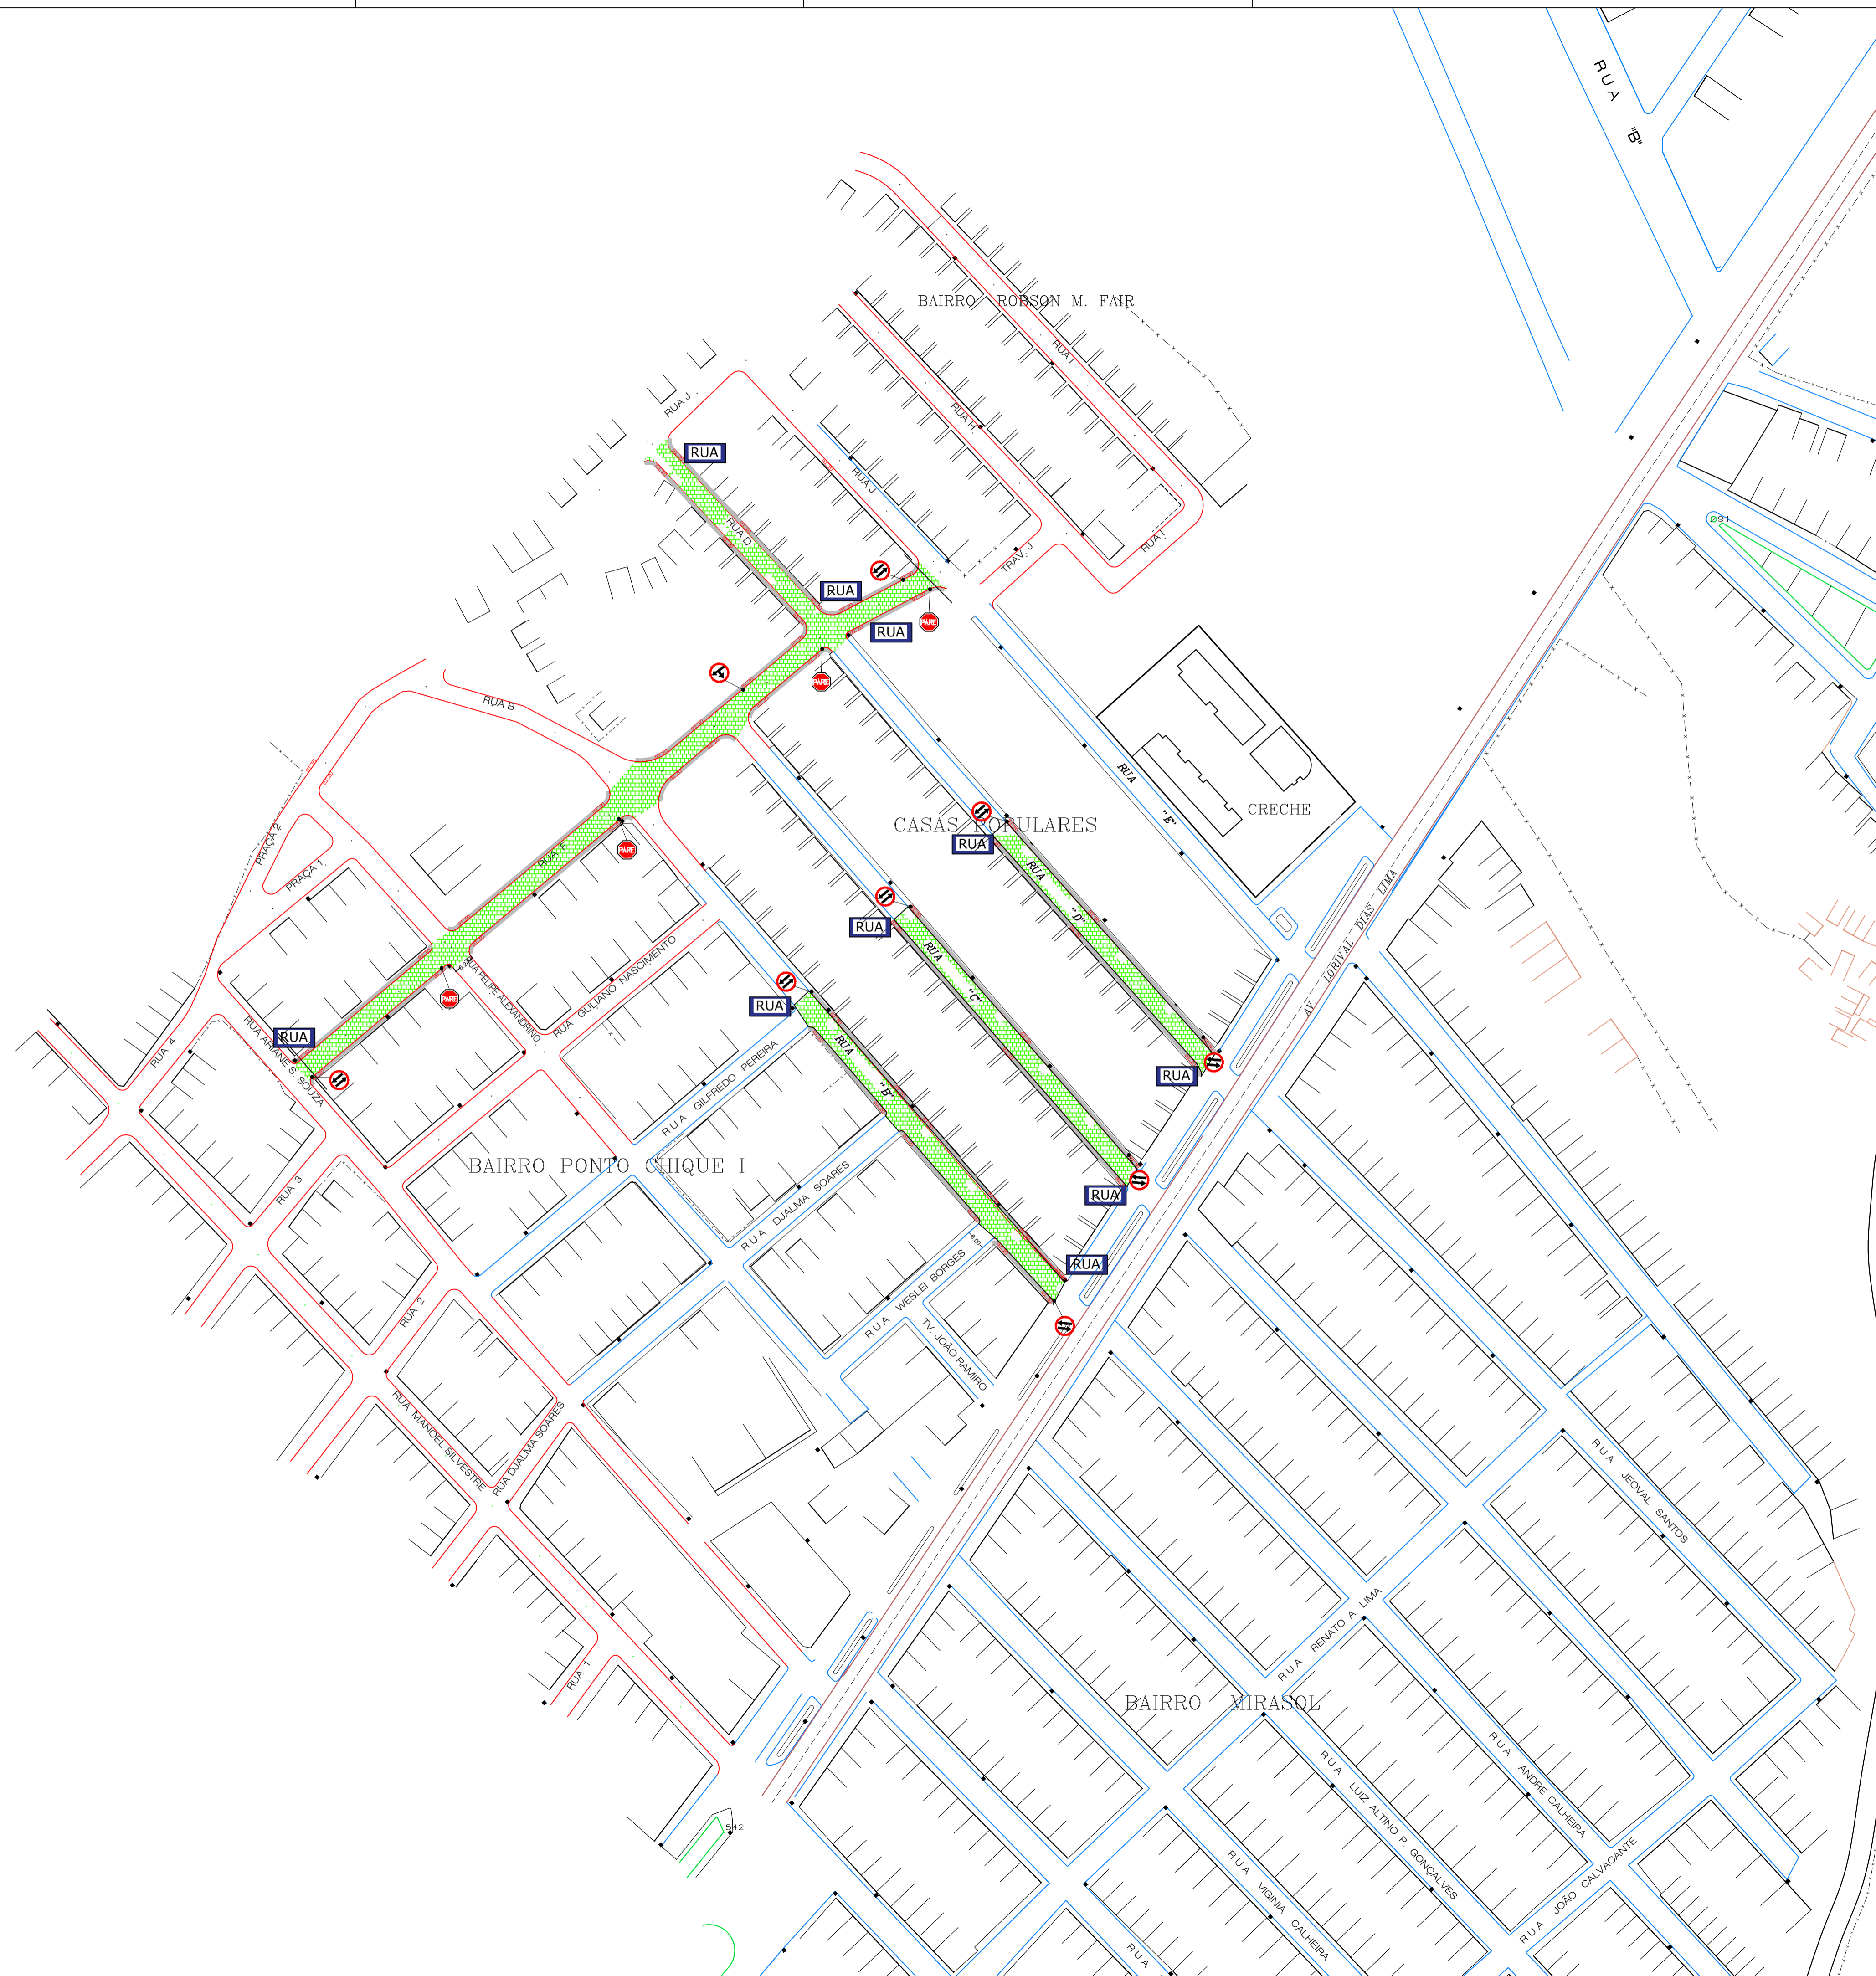 RUA "B"
BAIRRO ROBSON M. FAIR
RUA I
RUA J
RUA H
RUA
RUA J
291
RUA D
RUA I
TRAV. J
RUA
RUA
PARE
PARE
RUA B
RUA "E"
CRECHE
CASAS POPULARES
RUA
PRAÇA 2
PRAÇA 1
RUA F
PARE
RUA "D"
AV. LORIVAL DIAS LIMA
RUA
RUA "C"
RUA FELIPE ALEXANDRINO
RUA GULIANO NASCIMENTO
PARE
RUA
RUA
RUA 4
RUA ARIANE S. SOUZA
RUA "B"
RUA GILFREDO PEREIRA
RUA
BAIRRO PONTO CHIQUE I
RUA 3
RUA DJALMA SOARES
RUA
6.00
RUA
RUA WESLEI BORGES
RUA 2
TV. JOÃO RAMIRO
RUA MANOEL SILVESTRE
RUA DJALMA SOARES
RUA JEOVAL SANTOS
RUA RENATO A. LIMA
RUA 1
BAIRRO MIRASOL
RUA ANDRE CALHEIRA
RUA LUIZ ALTINO P. GONÇALVES
542
RUA VIGINIA CALHEIRA
RUA JOÃO CALVACANTE
RUA